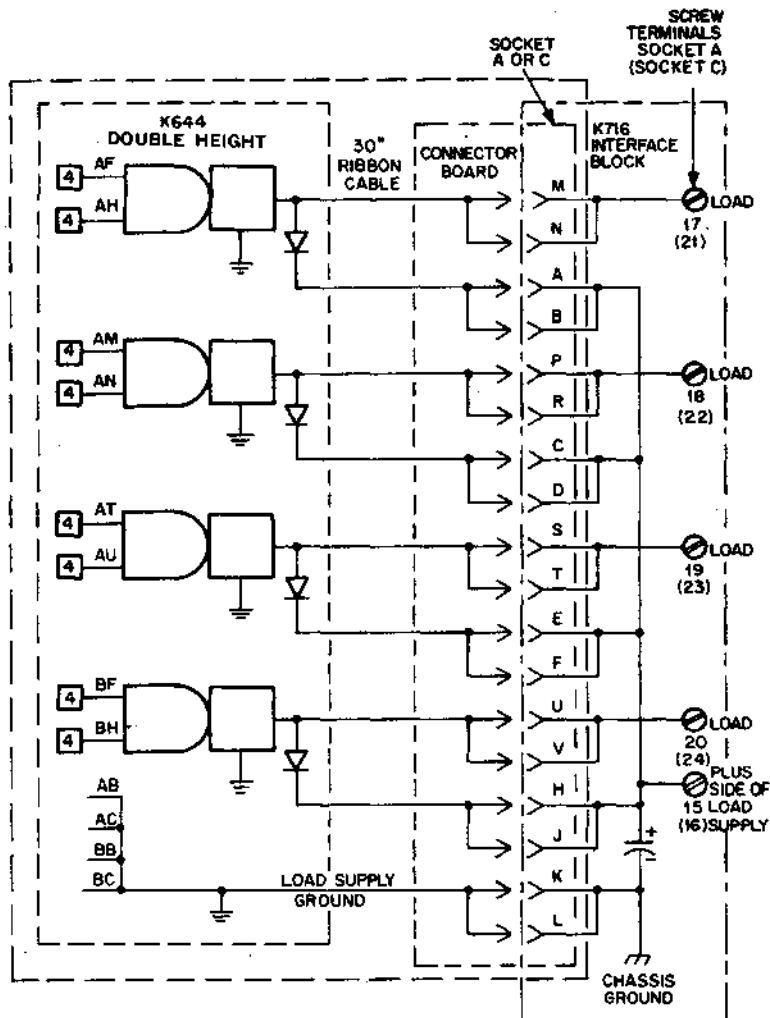 SCREW
TERMINALS
SOCKET A
(SOCKET C)
SOCKET
A OR C
K644
DOUBLE HEIGHT
30"
RIBBON
CABLE
CONNECTOR
BOARD
K716
INTERFACE
BLOCK
4 AF
4 AH
M
N
LOAD
17
(21)
A
B
4 AM
4 AN
P
R
LOAD
18
(22)
C
D
4 AT
4 AU
S
T
LOAD
19
(23)
E
F
4 BF
4 BH
U
V
LOAD
20
(24)
H
J
PLUS
SIDE OF
15 LOAD
(16) SUPPLY
+
-
AB
AC
BB
BC
LOAD SUPPLY
GROUND
K
L
CHASSIS
GROUND